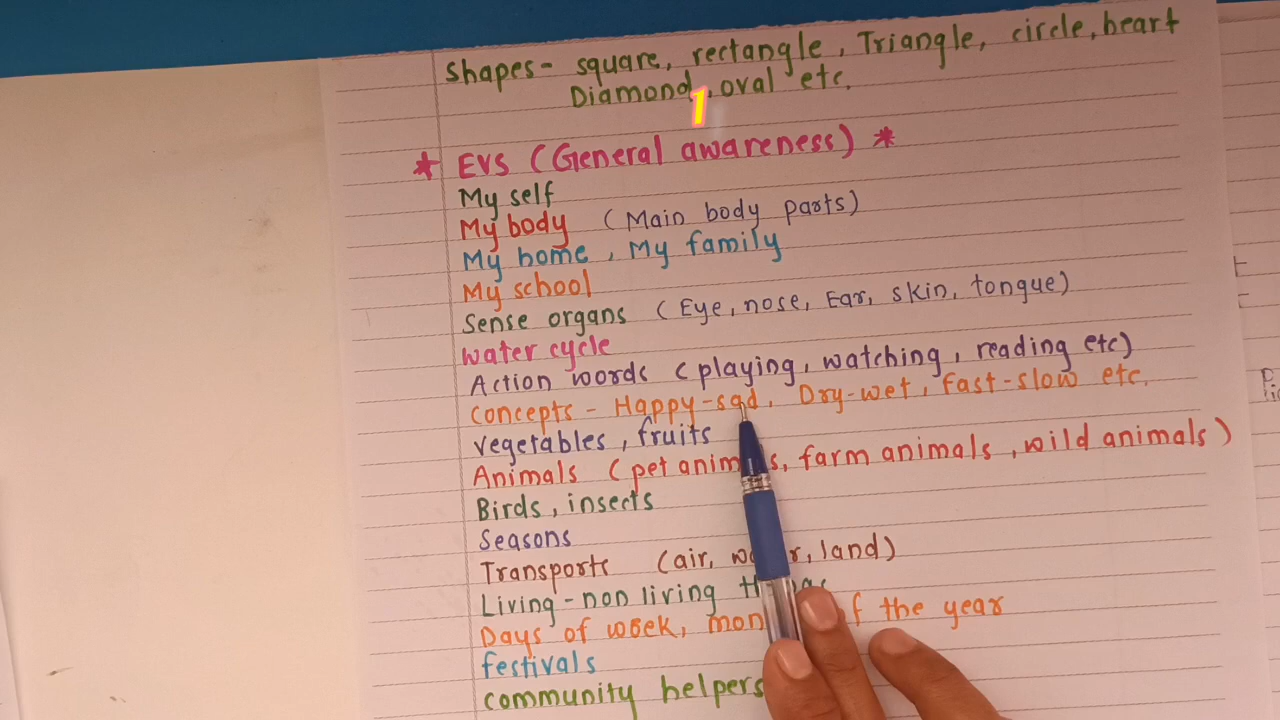 Shapes- square, rectangle, Triangle, circle, heart
Diamond, oval etc.
1
* EVS (General awareness) *
My self
My body (Main body parts)
My home, My family
My school
Sense organs (Eye, nose, Ear, skin, tongue)
water cycle
Action words (playing, watching, reading etc)
concepts - Happy-sad, Dry-wet, fast-slow etc.
vegetables, fruits
Animals (pet animals, farm animals, wild animals)
Birds, insects
Seasons
Transports (air, water, land)
Living-non living things
Days of week, of the year
festivals
community helpers